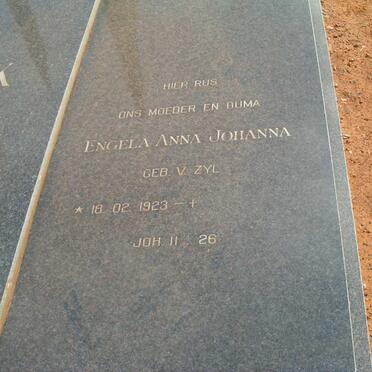 HIER RUS
ONS MOEDER EN OUMA
ENGELA ANNA JOHANNA
GEB. V. ZYL
* 18. 02. 1923 – †
JOH. 11 : 26